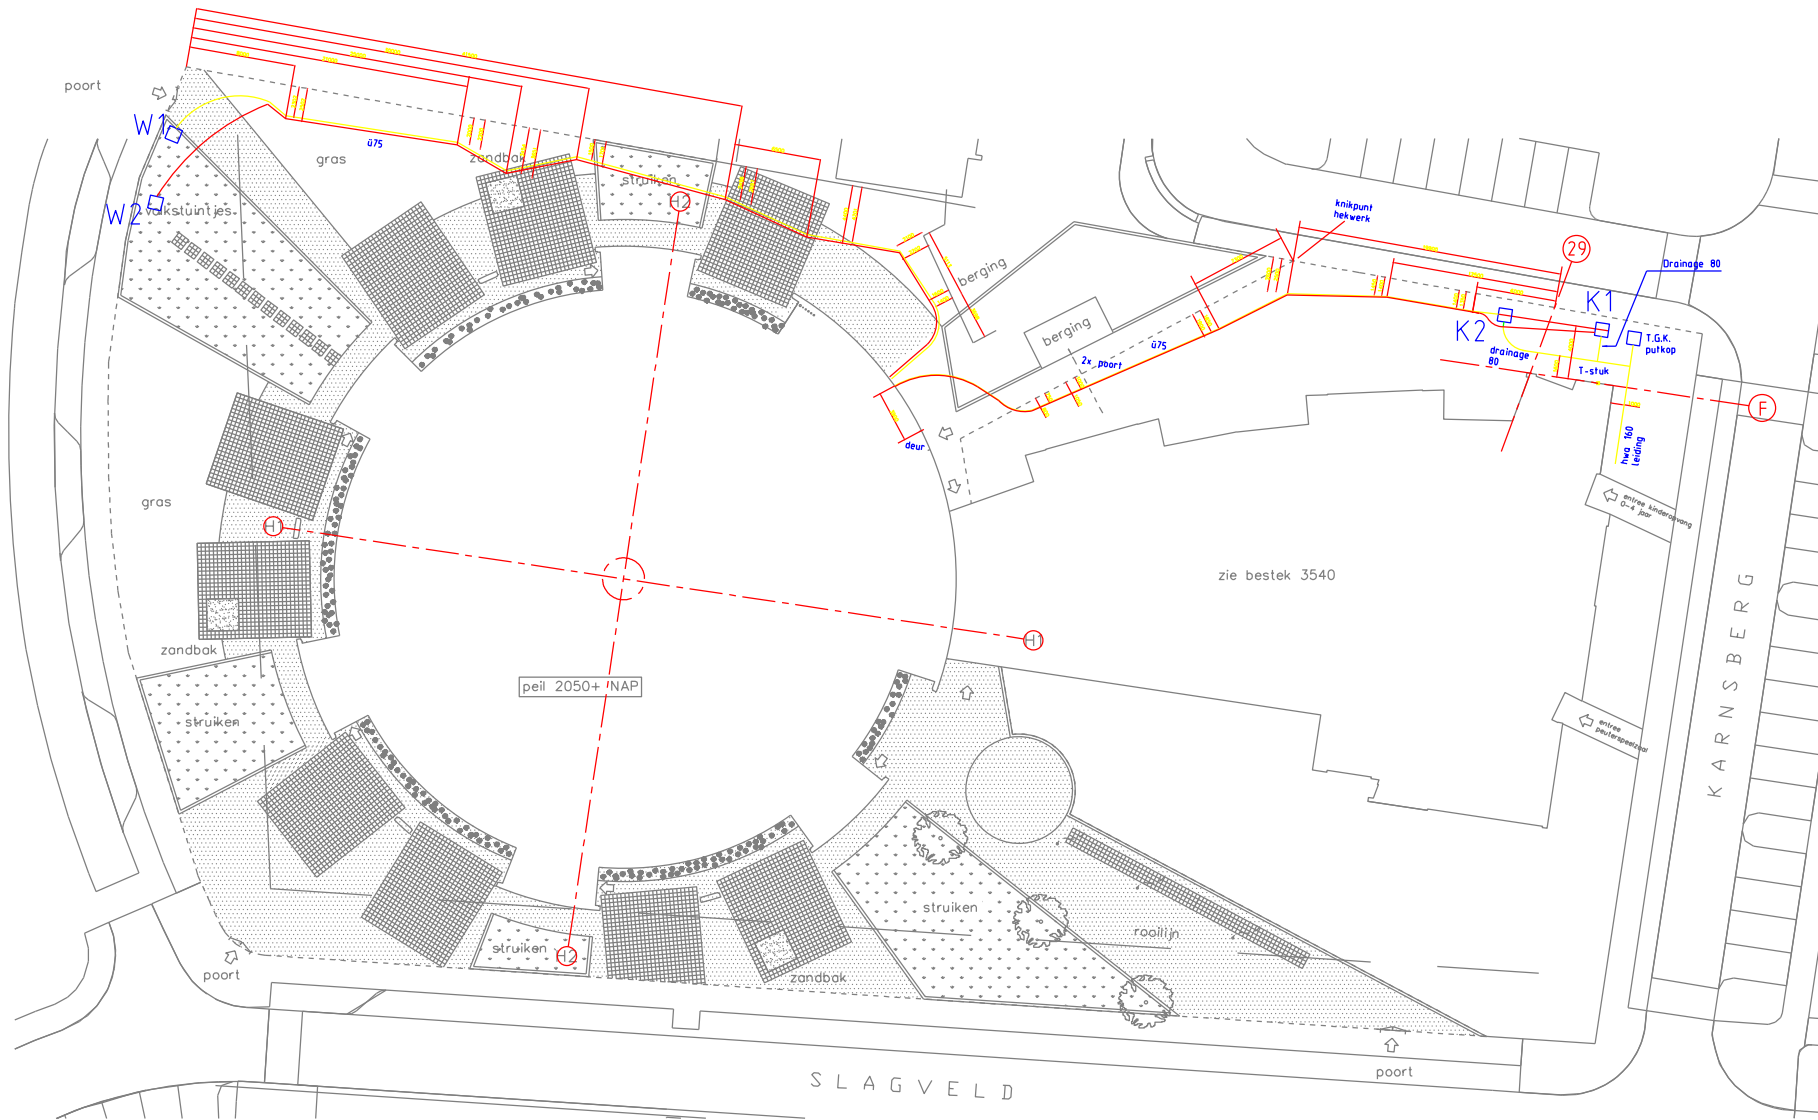 poort
W1
ü75
gras
zandbak
struiken
H2
W2
volkstuintjes
berging
knikpunt
hekwerk
29
Drainage 80
K1
K2
T.G.K.
putkop
berging
ü75
2x poort
drainage
80
T-stuk
F
deur
hwa 160
leiding
gras
H1
entree kinderopvang
0-4 jaar
zie bestek 3540
KARNSBERG
H1
zandbak
peil 2050+ NAP
struiken
entree
peuterspeelzaal
struiken
rooilijn
struiken
H2
poort
zandbak
poort
SLAGVELD